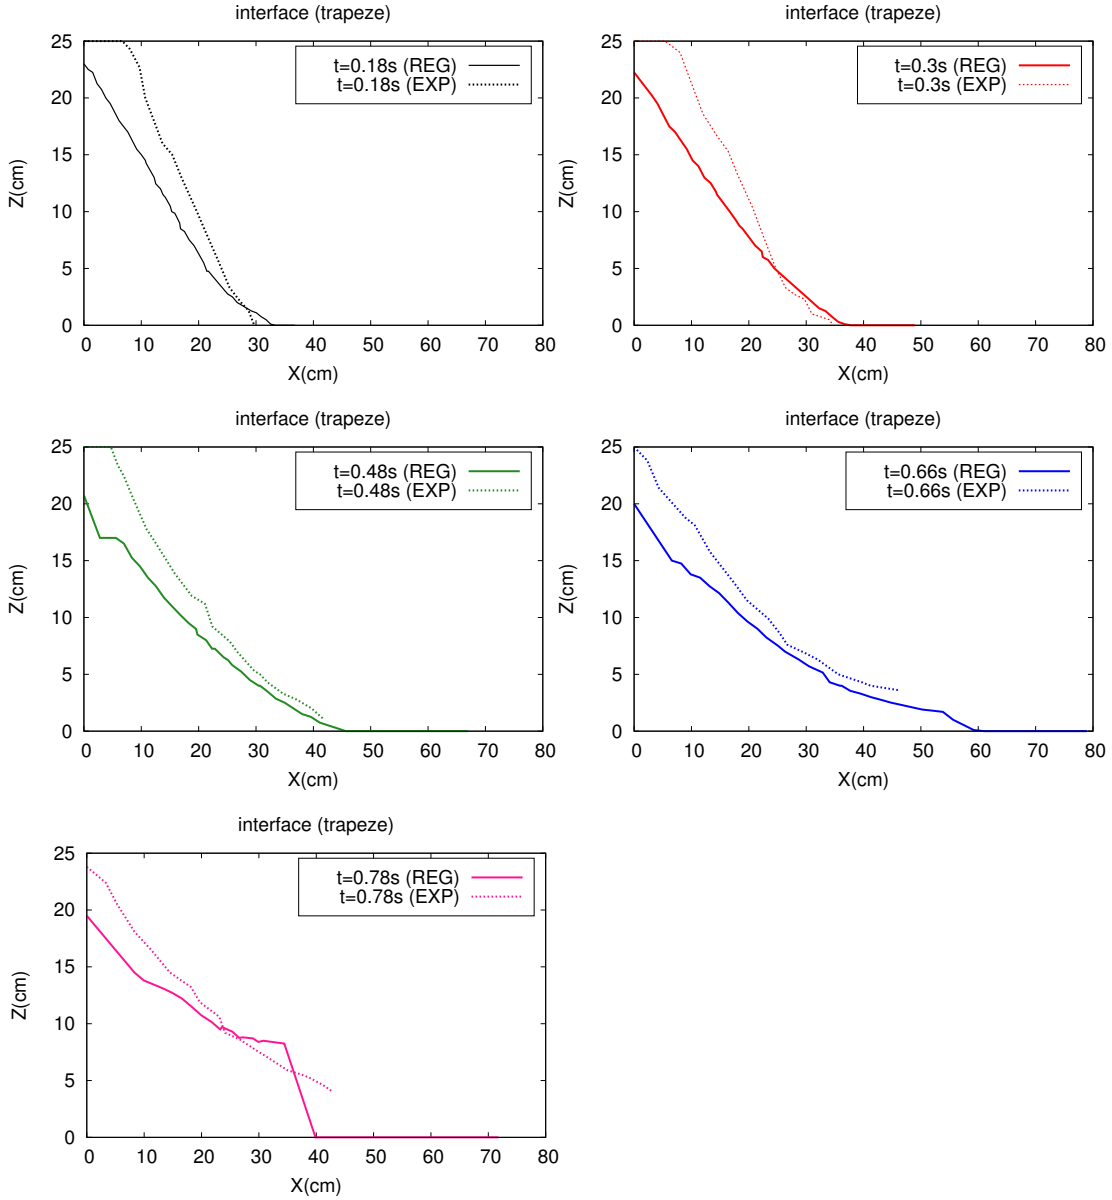 interface (trapeze)
25
20
15
10
5
0
Z(cm)
t=0.18s (REG)
t=0.18s (EXP)
0 10 20 30 40 50 60 70 80
X(cm)
interface (trapeze)
25
20
15
10
5
0
Z(cm)
t=0.3s (REG)
t=0.3s (EXP)
0 10 20 30 40 50 60 70 80
X(cm)
interface (trapeze)
25
20
15
10
5
0
Z(cm)
t=0.48s (REG)
t=0.48s (EXP)
0 10 20 30 40 50 60 70 80
X(cm)
interface (trapeze)
25
20
15
10
5
0
Z(cm)
t=0.66s (REG)
t=0.66s (EXP)
0 10 20 30 40 50 60 70 80
X(cm)
interface (trapeze)
25
20
15
10
5
0
Z(cm)
t=0.78s (REG)
t=0.78s (EXP)
0 10 20 30 40 50 60 70 80
X(cm)